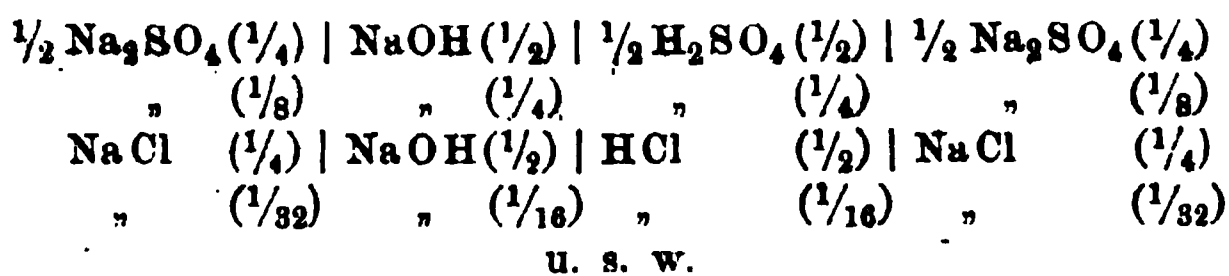 ½ Na₂SO₄ (¼) | NaOH (½) | ½ H₂SO₄ (½) | ½ Na₂SO₄ (¼)
„ (⅛) „ (¼) „ (¼) „ (⅛)
NaCl (¼) | NaOH (½) | HCl (½) | NaCl (¼)
„ (1/32) „ (1/16) „ (1/16) „ (1/32)
u. s. w.